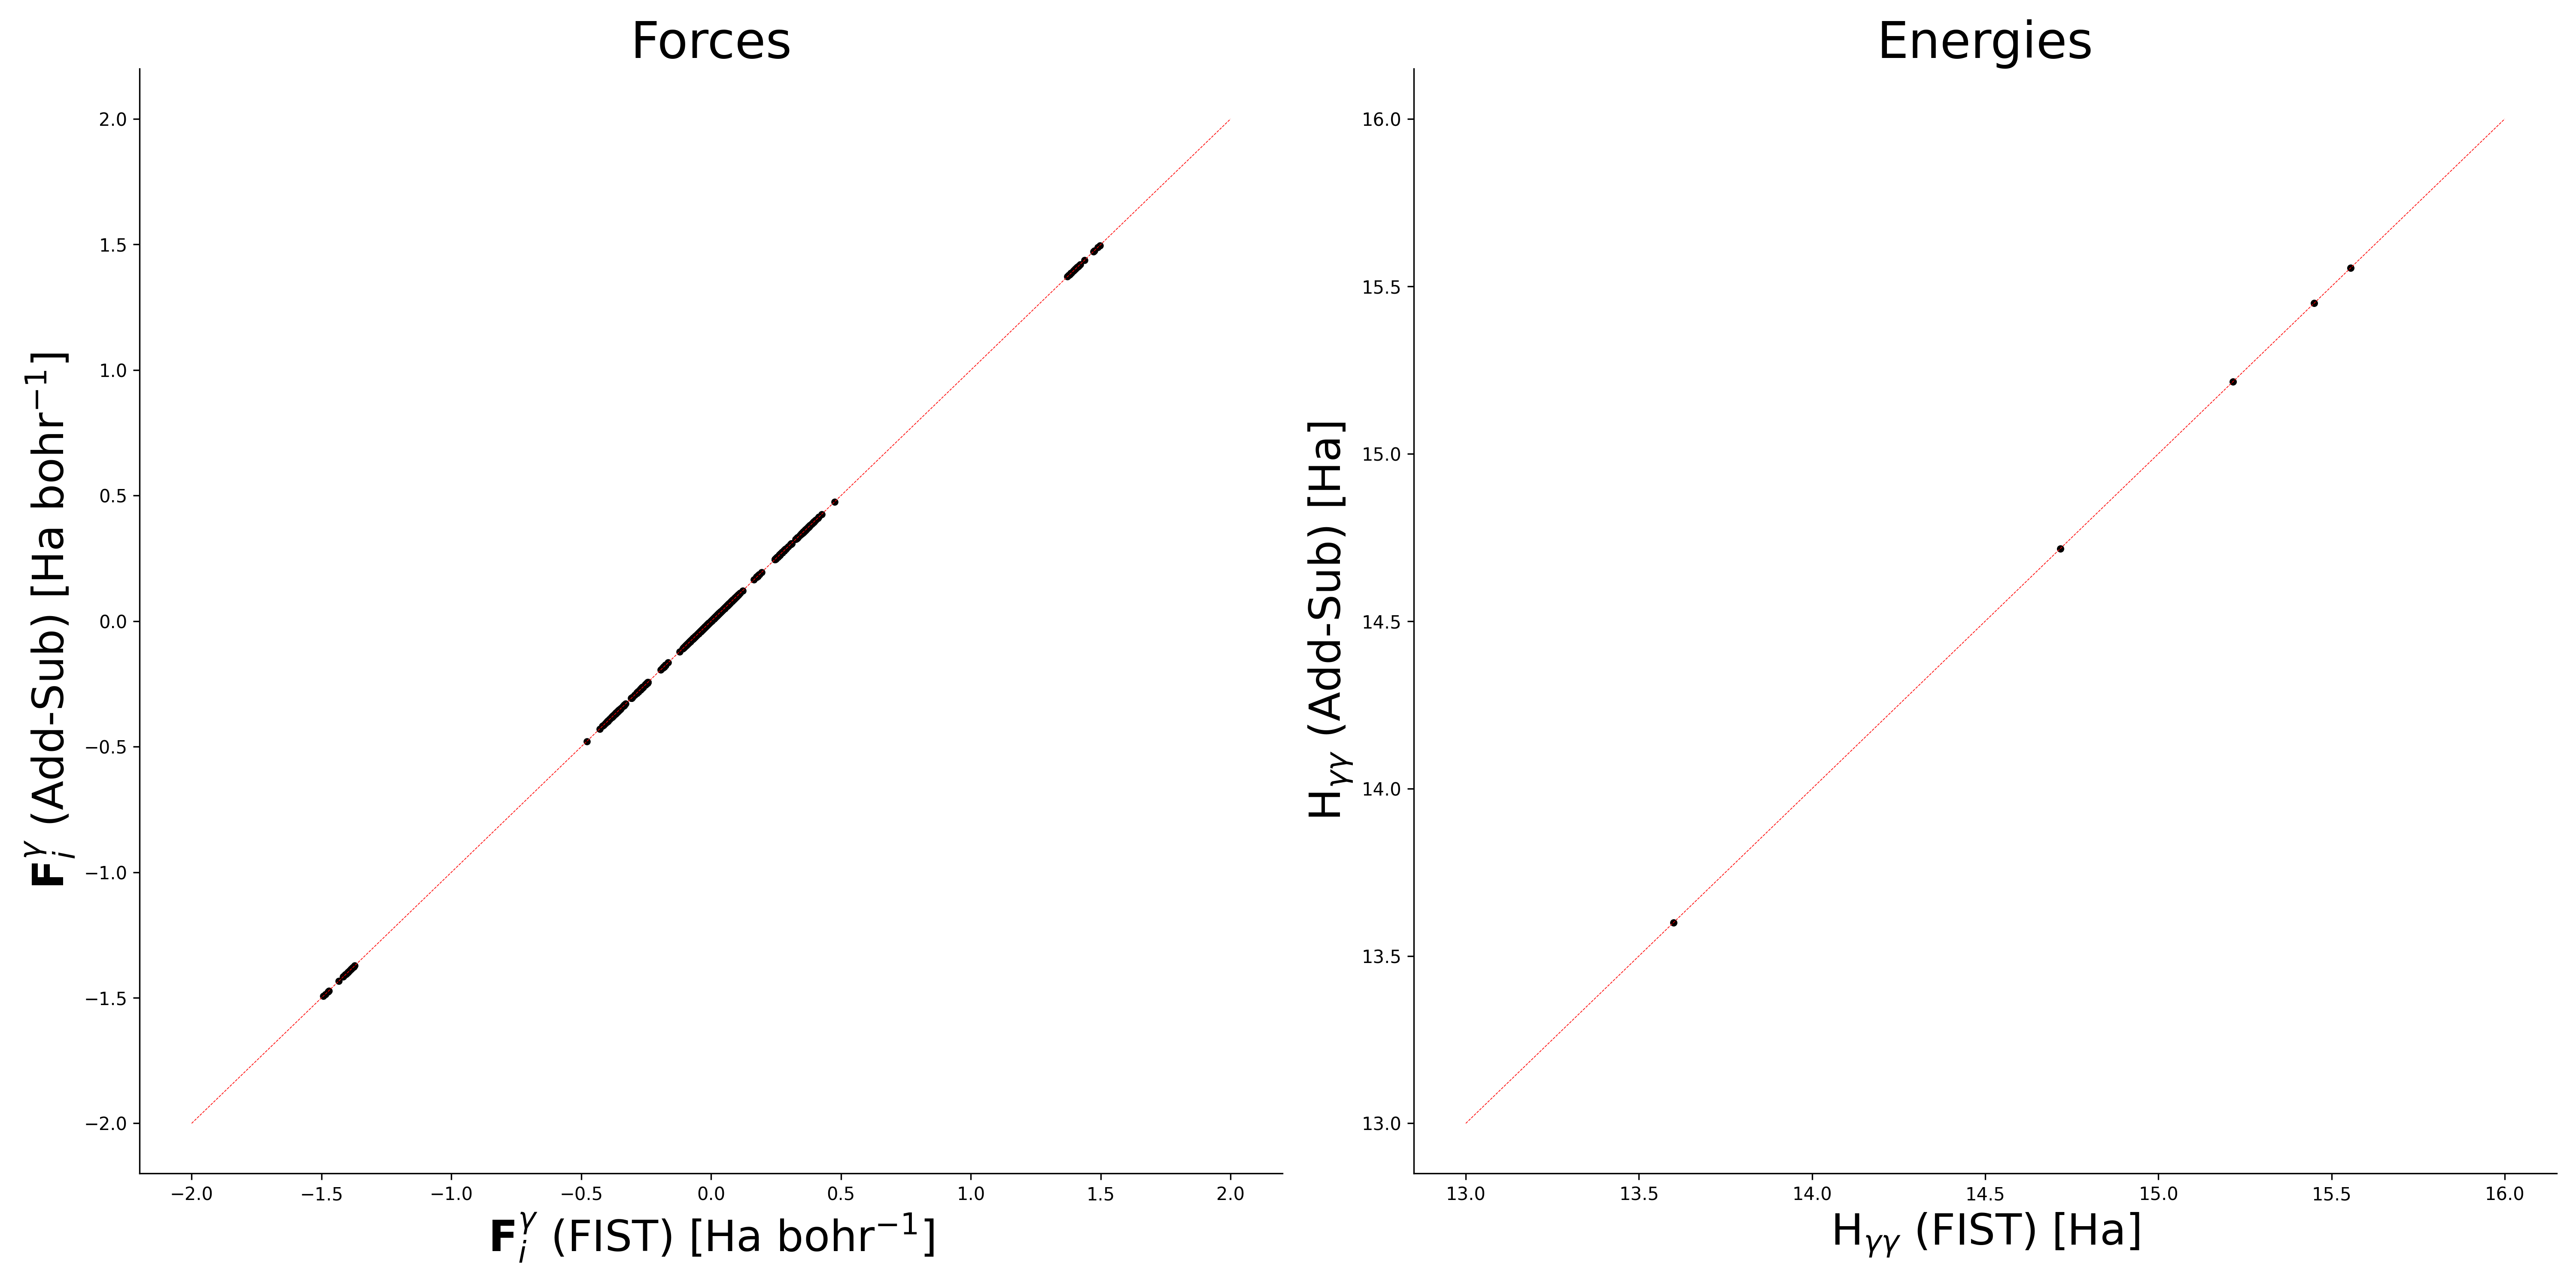 Forces
2.0
1.5
1.0
0.5
0.0
−0.5
−1.0
−1.5
−2.0
F_i^γ (Add-Sub) [Ha bohr⁻¹]
−2.0 −1.5 −1.0 −0.5 0.0 0.5 1.0 1.5 2.0
F_i^γ (FIST) [Ha bohr⁻¹]
Energies
16.0
15.5
15.0
14.5
14.0
13.5
13.0
H_γγ (Add-Sub) [Ha]
13.0 13.5 14.0 14.5 15.0 15.5 16.0
H_γγ (FIST) [Ha]